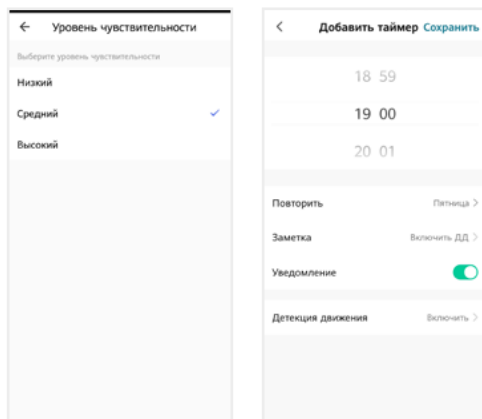 Уровень чувствительности
Выберите уровень чувствительности
Низкий
Средний
Высокий
Добавить таймер Сохранить
18 59
19 00
20 01
Повторить Пятница
Заметка Включить ДД
Уведомление
Детекция движения Включить